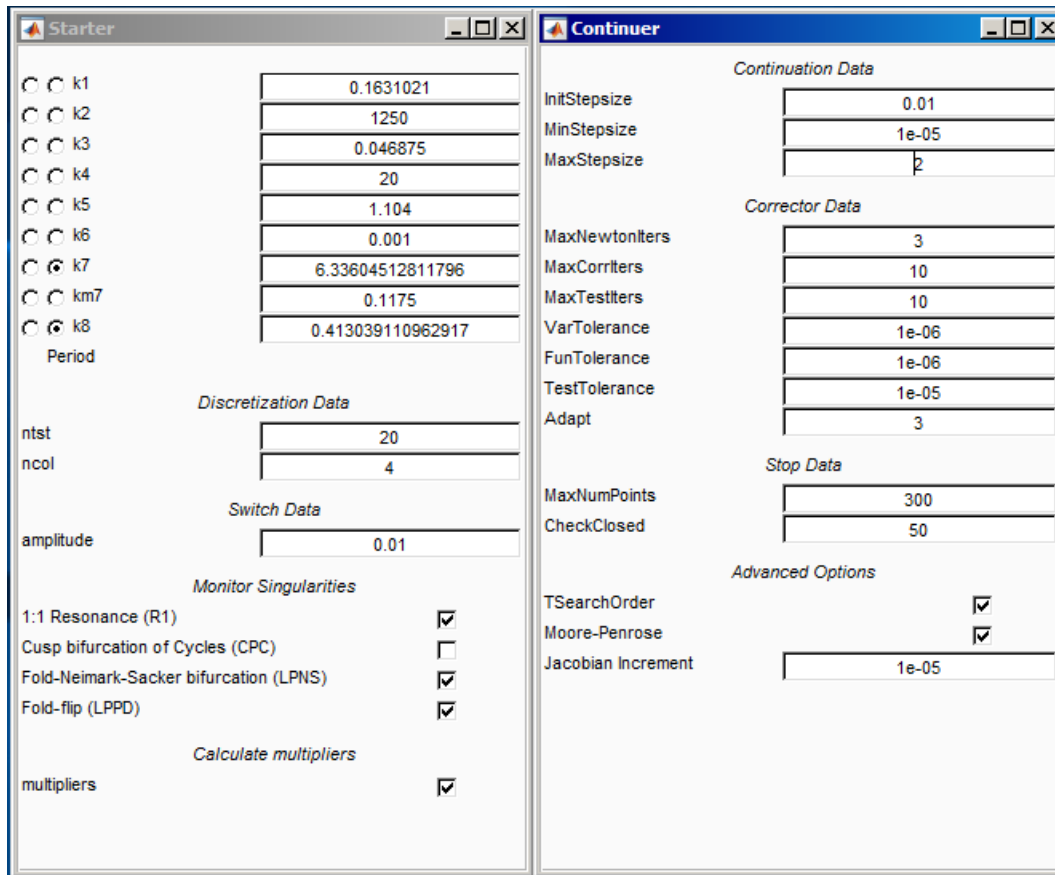 Starter
k1 0.1631021
k2 1250
k3 0.046875
k4 20
k5 1.104
k6 0.001
k7 6.33604512811796
km7 0.1175
k8 0.413039110962917
Period
Discretization Data
ntst 20
ncol 4
Switch Data
amplitude 0.01
Monitor Singularities
1:1 Resonance (R1)
Cusp bifurcation of Cycles (CPC)
Fold-Neimark-Sacker bifurcation (LPNS)
Fold-flip (LPPD)
Calculate multipliers
multipliers
Continuer
Continuation Data
InitStepsize 0.01
MinStepsize 1e-05
MaxStepsize 2
Corrector Data
MaxNewtonIters 3
MaxCorrIters 10
MaxTestIters 10
VarTolerance 1e-06
FunTolerance 1e-06
TestTolerance 1e-05
Adapt 3
Stop Data
MaxNumPoints 300
CheckClosed 50
Advanced Options
TSearchOrder
Moore-Penrose
Jacobian Increment 1e-05